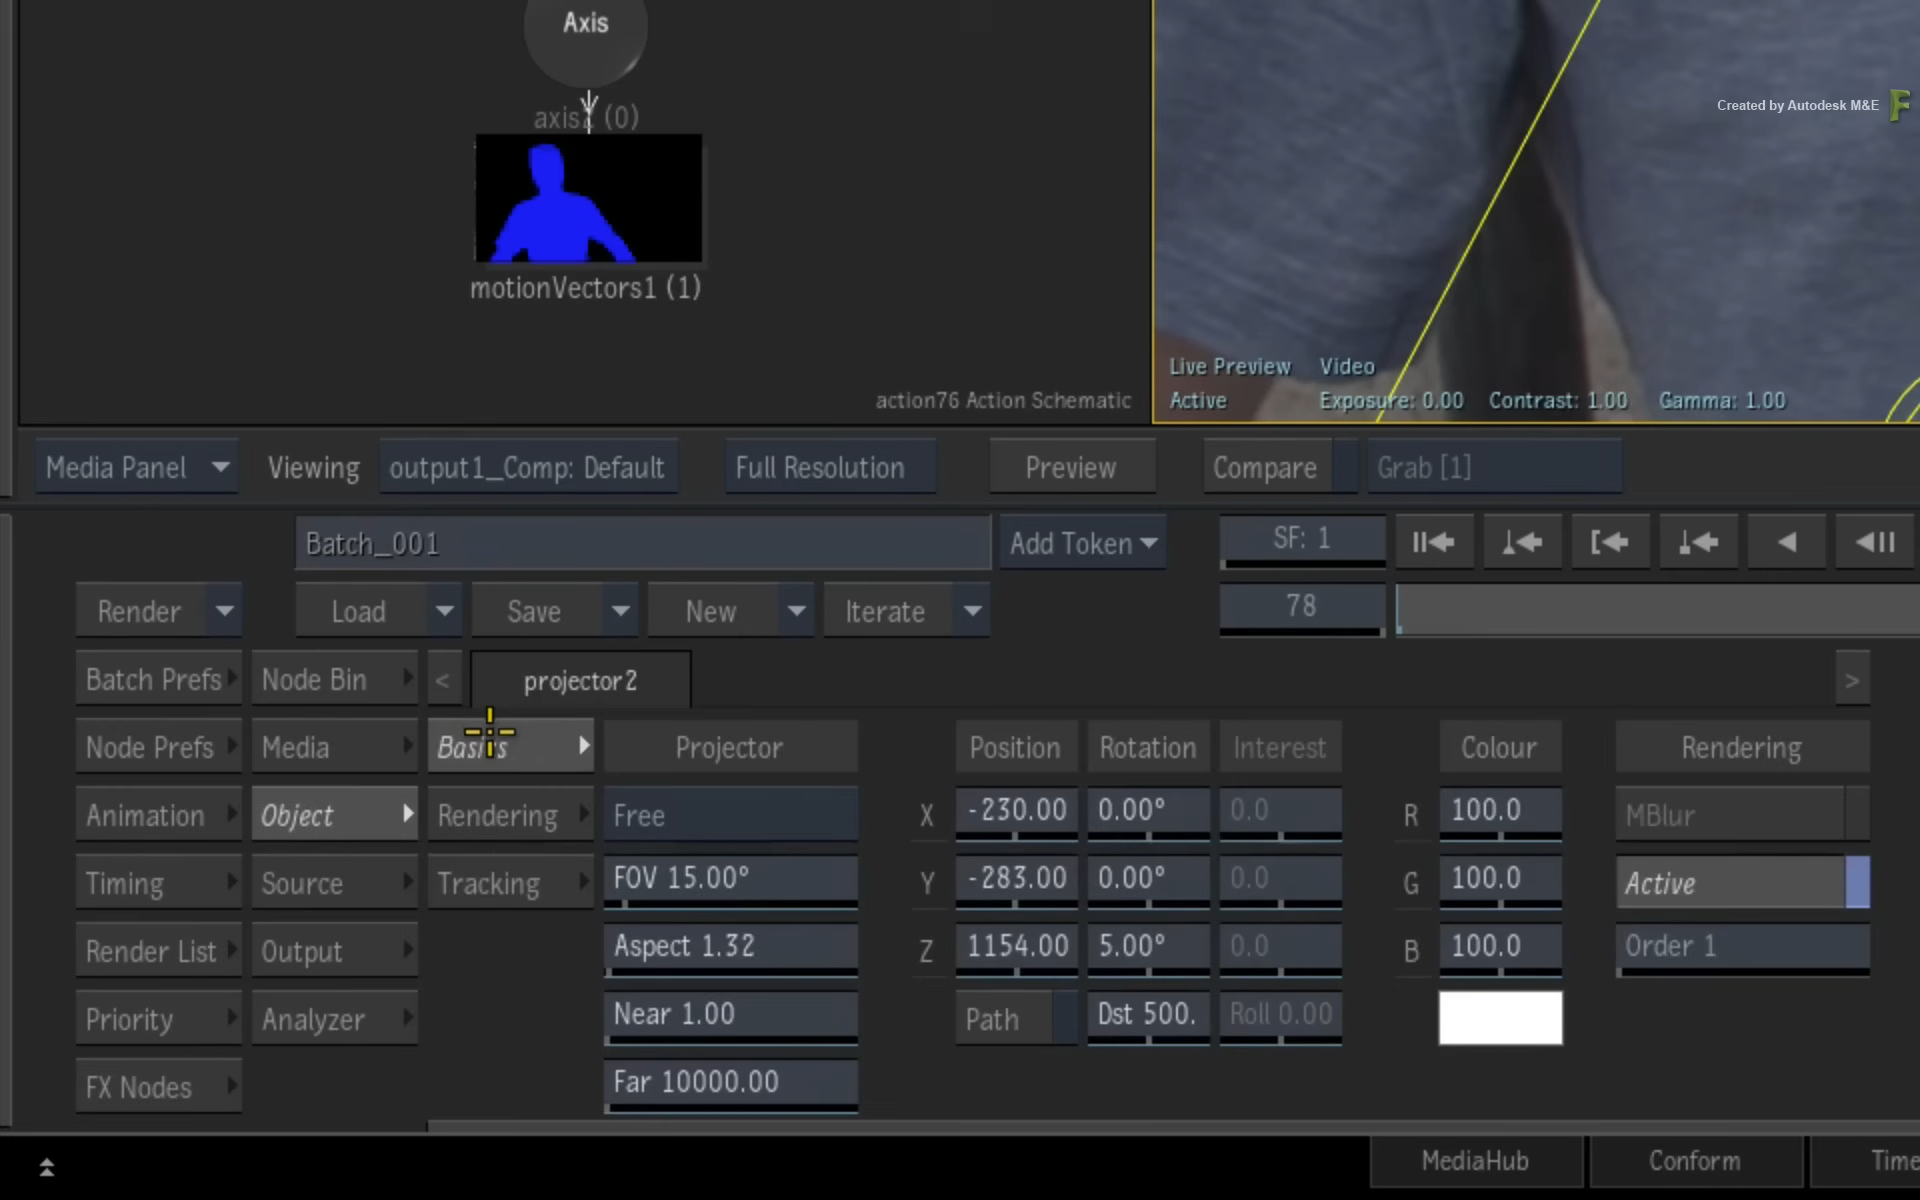 Axis
axis2 (0)
motionVectors1 (1)
action76 Action Schematic
Created by Autodesk M&E
Live Preview Video
Active Exposure: 0.00 Contrast: 1.00 Gamma: 1.00
Media Panel Viewing output1_Comp: Default Full Resolution Preview Compare Grab [1]
Batch_001 Add Token SF: 1
Render Load Save New Iterate 78
Batch Prefs Node Bin < projector2 >
Node Prefs Media Basics Projector Position Rotation Interest Colour Rendering
Animation Object Rendering Free X -230.00 0.00° 0.0 R 100.0 MBlur
Timing Source Tracking FOV 15.00° Y -283.00 0.00° 0.0 G 100.0 Active
Render List Output Aspect 1.32 Z 1154.00 5.00° 0.0 B 100.0 Order 1
Priority Analyzer Near 1.00 Path Dst 500. Roll 0.00
FX Nodes Far 10000.00
MediaHub Conform Time